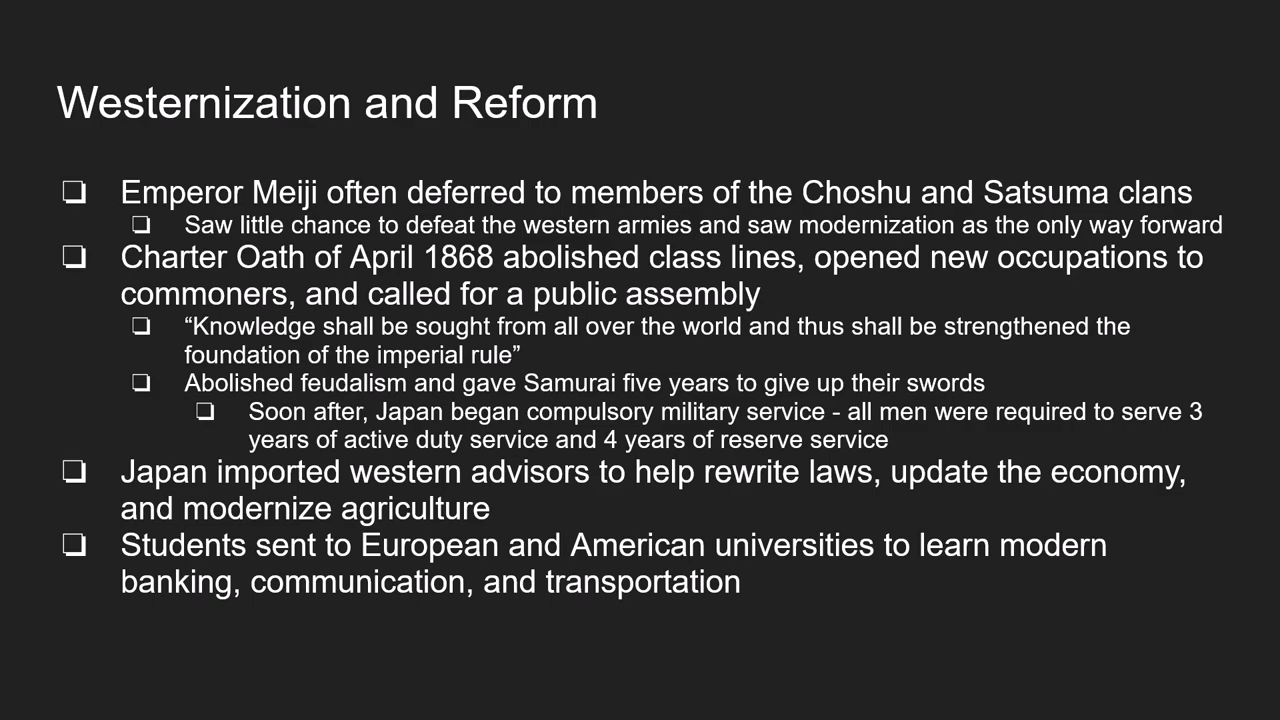 Westernization and Reform
❏ Emperor Meiji often deferred to members of the Choshu and Satsuma clans
❏ Saw little chance to defeat the western armies and saw modernization as the only way forward
❏ Charter Oath of April 1868 abolished class lines, opened new occupations to
commoners, and called for a public assembly
❏ “Knowledge shall be sought from all over the world and thus shall be strengthened the
foundation of the imperial rule”
❏ Abolished feudalism and gave Samurai five years to give up their swords
❏ Soon after, Japan began compulsory military service - all men were required to serve 3
years of active duty service and 4 years of reserve service
❏ Japan imported western advisors to help rewrite laws, update the economy,
and modernize agriculture
❏ Students sent to European and American universities to learn modern
banking, communication, and transportation